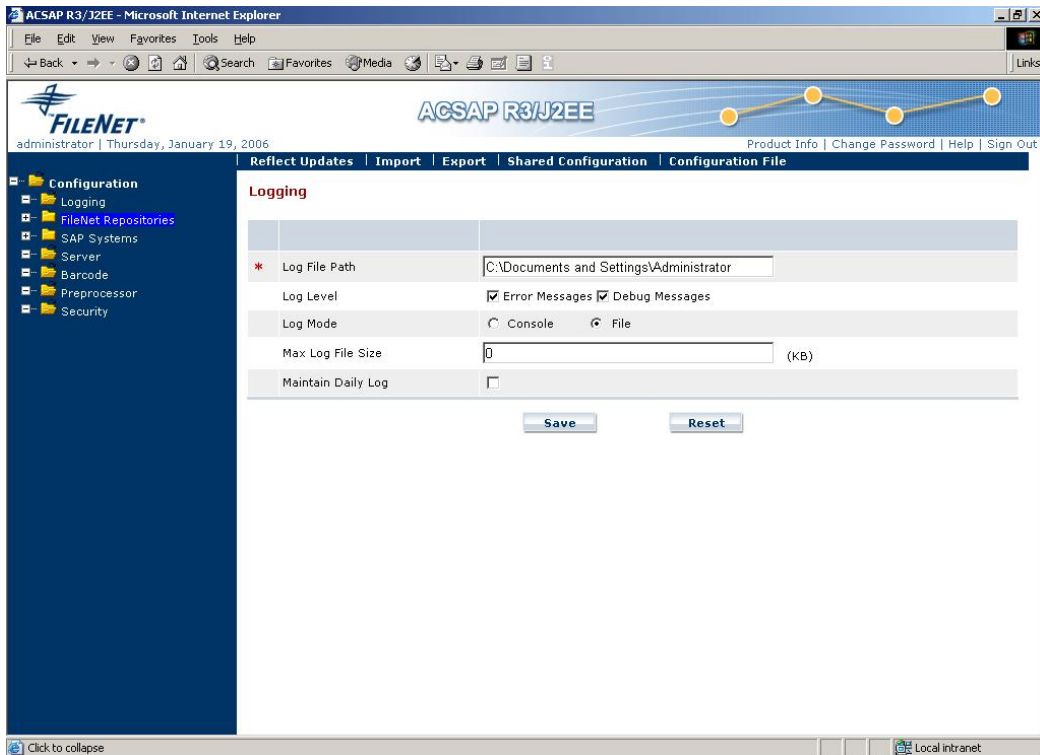 ACSAP R3/J2EE - Microsoft Internet Explorer
File Edit View Favorites Tools Help
Back Search Favorites Media Links
FILENET® ACSAP R3/J2EE
administrator | Thursday, January 19, 2006 Product Info | Change Password | Help | Sign Out
Reflect Updates | Import | Export | Shared Configuration | Configuration File
Configuration
Logging
FileNet Repositories
SAP Systems
Server
Barcode
Preprocessor
Security
Logging
* Log File Path C:\Documents and Settings\Administrator
Log Level Error Messages Debug Messages
Log Mode Console File
Max Log File Size 0 (KB)
Maintain Daily Log
Save Reset
Click to collapse Local intranet